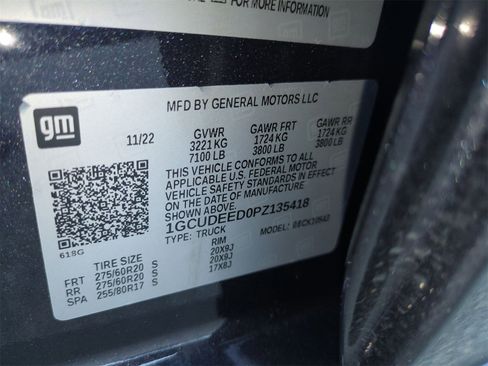 FOR MORE INFORMATION
MFD BY GENERAL MOTORS LLC
gm
11/22 GVWR GAWR FRT GAWR RR
3221 KG 1724 KG 1724 KG
7100 LB 3800 LB 3800 LB
THIS VEHICLE CONFORMS TO ALL
APPLICABLE U.S. FEDERAL MOTOR
VEHICLE SAFETY STANDARDS IN EFFECT
ON THE DATE OF MANUFACTURE
SHOWN ABOVE.
1GCUDEED0PZ135418
TYPE: TRUCK MODEL:
618G
TIRE SIZE RIM
FRT 275/60R20 S 20X9J
RR 275/60R20 S 20X9J
SPA 255/80R17 S 17X8J